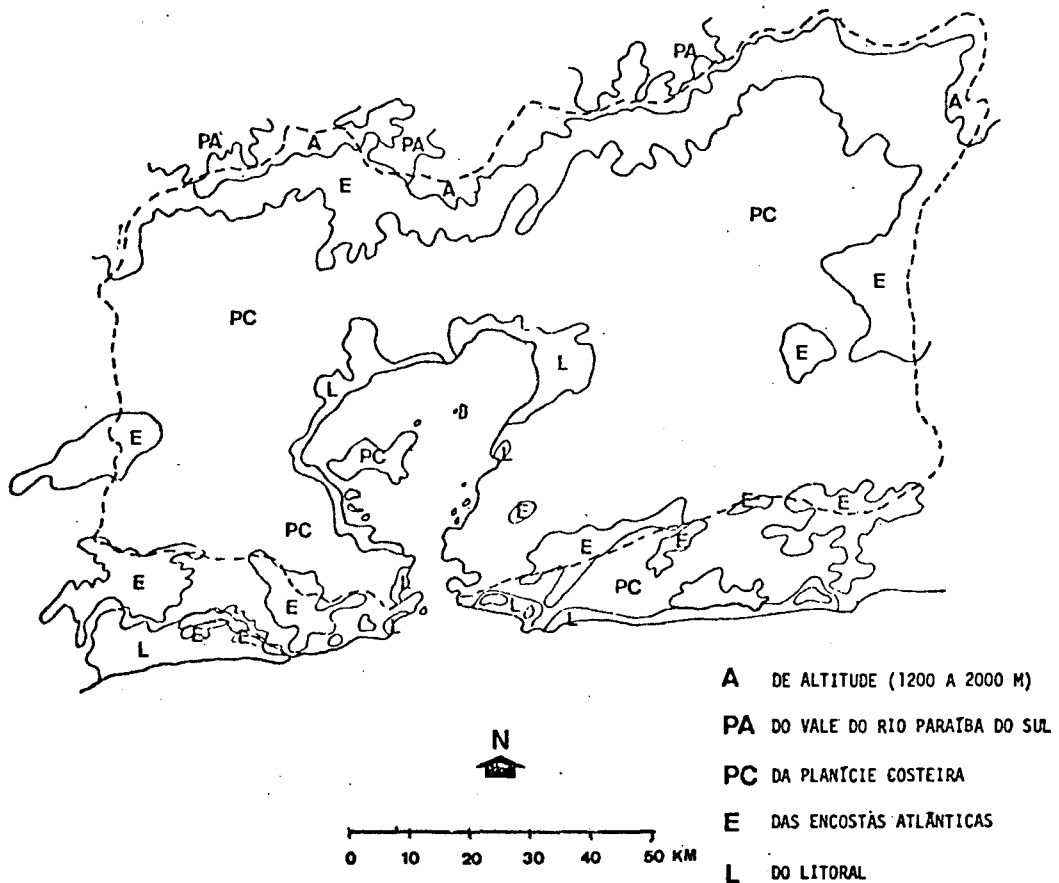 PA
PA
PA
A
PA
A
A
E
PC
E
PC
E
L
L
E
PC
L
E
E
E
PC
E
E
E
PC
E
L
L
L
L
E
E
L
A DE ALTITUDE (1200 A 2000 M)
PA DO VALE DO RIO PARAÍBA DO SUL
PC DA PLANÍCIE COSTEIRA
E DAS ENCOSTAS ATLÂNTICAS
L DO LITORAL
N
0 10 20 30 50 KM